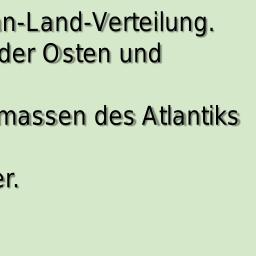 n-Land-Verteilung.
der Osten und
massen des Atlantiks
er.